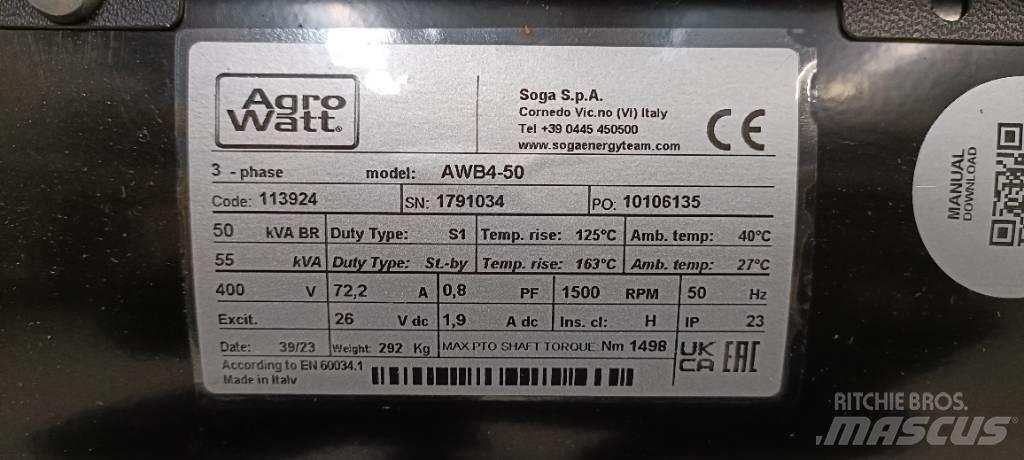 Agro
Watt®
Soga S.p.A.
Cornedo Vic.no (VI) Italy
Tel +39 0445 450500
www.sogaenergyteam.com
CE
3 - phase model: AWB4-50
Code: 113924 SN: 1791034 PO: 10106135
50 kVA BR Duty Type: S1 Temp. rise: 125°C Amb. temp: 40°C
55 kVA Duty Type: St.-by Temp. rise: 163°C Amb. temp: 27°C
400 V 72,2 A 0,8 PF 1500 RPM 50 Hz
Excit. 26 V dc 1,9 A dc Ins. cl: H IP 23
Date: 39/23 Weight: 292 Kg MAX PTO SHAFT TORQUE: Nm 1498
UK
CA
EAC
According to EN 60034.1
Made in Italy
MANUAL
DOWNLOAD
RITCHIE BROS.
MASCUS